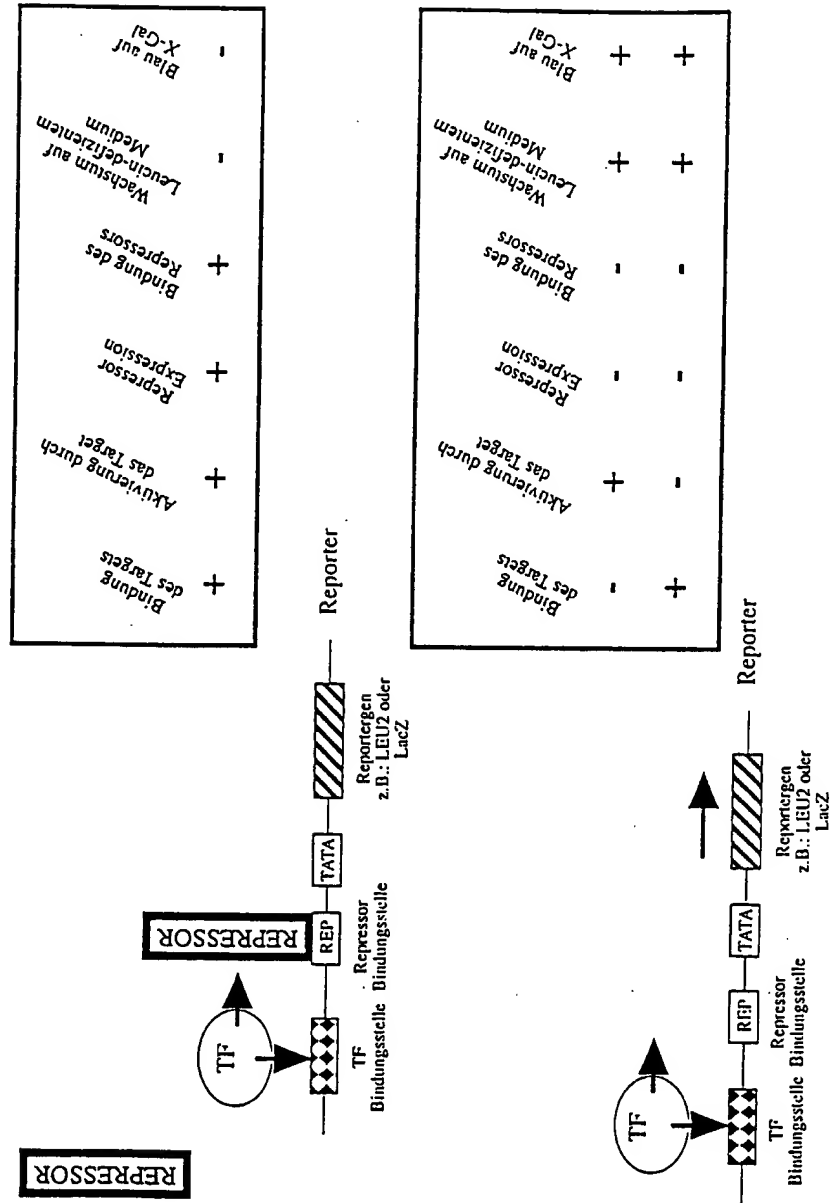 Blau auf
X-Gal
Wachstum auf
Leucin-defizientem
Medium
Bindung des
Repressors
Repressor
Expression
Aktivierung durch
das Target
Bindung
des Targets
+ + + + - -
REPRESSOR
TF
REPRESSOR
REP
TATA
TF
Bindungsstelle
Repressor
Bindungsstelle
Reportergen
z.B.: LEU2 oder
LacZ
Reporter
Blau auf
X-Gal
Wachstum auf
Leucin-defizientem
Medium
Bindung des
Repressors
Repressor
Expression
Aktivierung durch
das Target
Bindung
des Targets
- + - - + +
+ - - - + +
TF
REP
TATA
TF
Bindungsstelle
Repressor
Bindungsstelle
Reportergen
z.B.: LEU2 oder
LacZ
Reporter